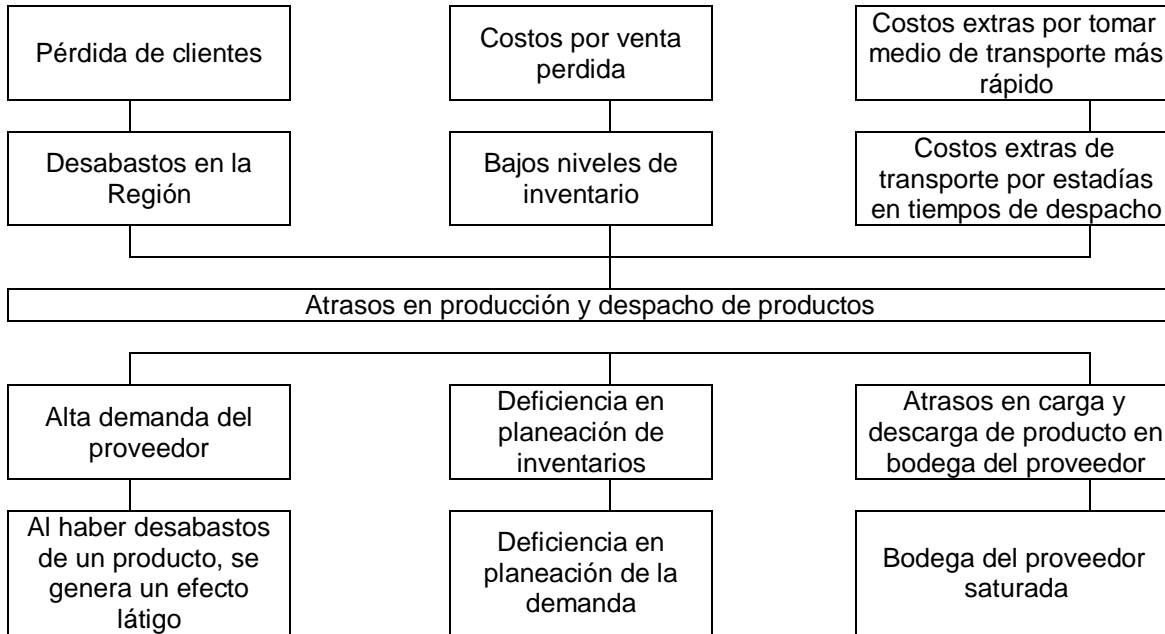 Pérdida de clientes
Costos por venta
perdida
Costos extras por tomar
medio de transporte más
rápido
Desabastos en la
Región
Bajos niveles de
inventario
Costos extras de
transporte por estadías
en tiempos de despacho
Atrasos en producción y despacho de productos
Alta demanda del
proveedor
Deficiencia en
planeación de
inventarios
Atrasos en carga y
descarga de producto en
bodega del proveedor
Al haber desabastos
de un producto, se
genera un efecto
látigo
Deficiencia en
planeación de la
demanda
Bodega del proveedor
saturada